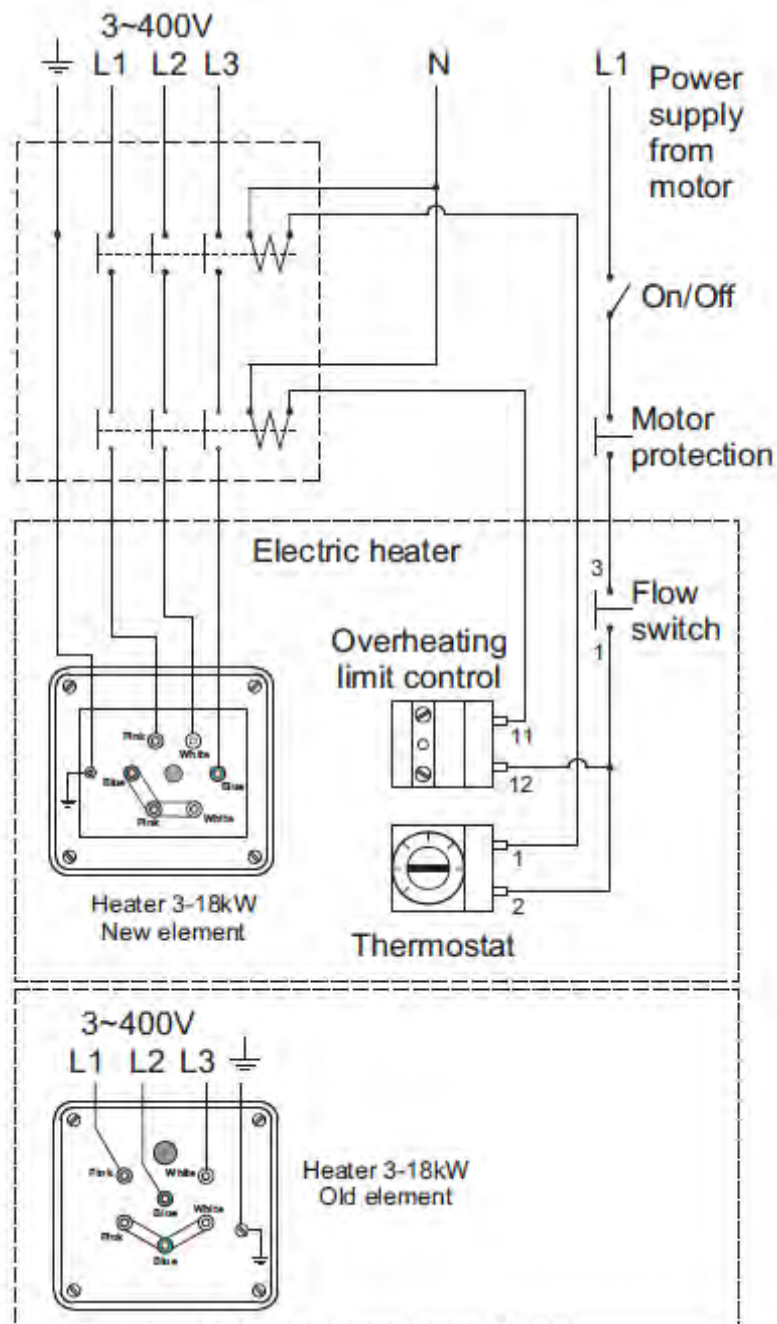 3~400V
L1 L2 L3
N
L1
Power
supply
from
motor
On/Off
Motor
protection
Electric heater
3
Flow
switch
1
Overheating
limit control
11
12
Pink
White
Blue
Blue
Pink
White
1
2
Heater 3-18kW
New element
Thermostat
3~400V
L1 L2 L3
Pink
White
Blue
White
Pink
Blue
Heater 3-18kW
Old element